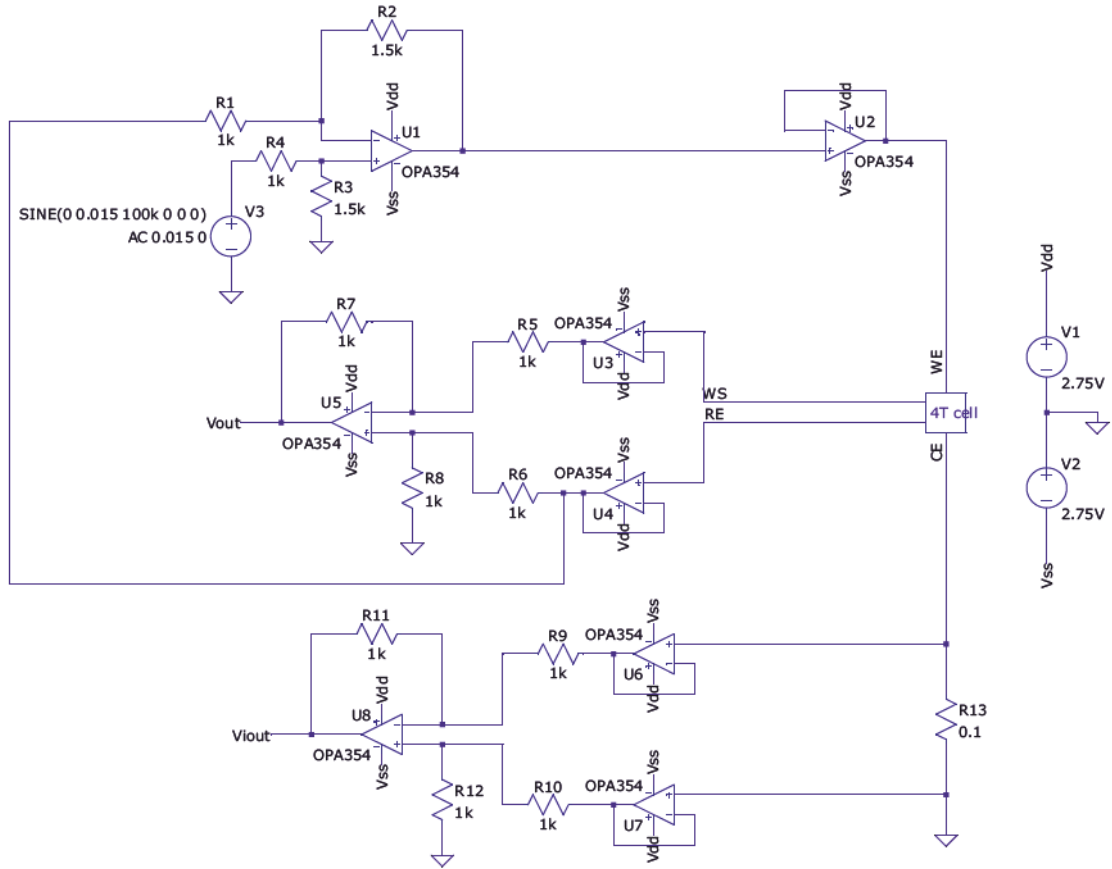 R2
1.5k
Vdd
R1
1k
U1
OPA354
Vss
R4
1k
R3
1.5k
V3
SINE(0 0.015 100k 0 0 0)
AC 0.015 0
Vdd
U2
OPA354
Vss
R7
1k
Vdd
U5
Vout
OPA354
Vss
R8
1k
R5
1k
Vss
OPA354
U3
Vdd
WS
RE
R6
1k
Vss
OPA354
U4
Vdd
WE
4T cell
CE
Vdd
V1
2.75V
V2
2.75V
Vss
R11
1k
Vdd
U8
Viout
OPA354
Vss
R12
1k
R9
1k
Vss
OPA354
U6
Vdd
R10
1k
Vss
OPA354
U7
Vdd
R13
0.1